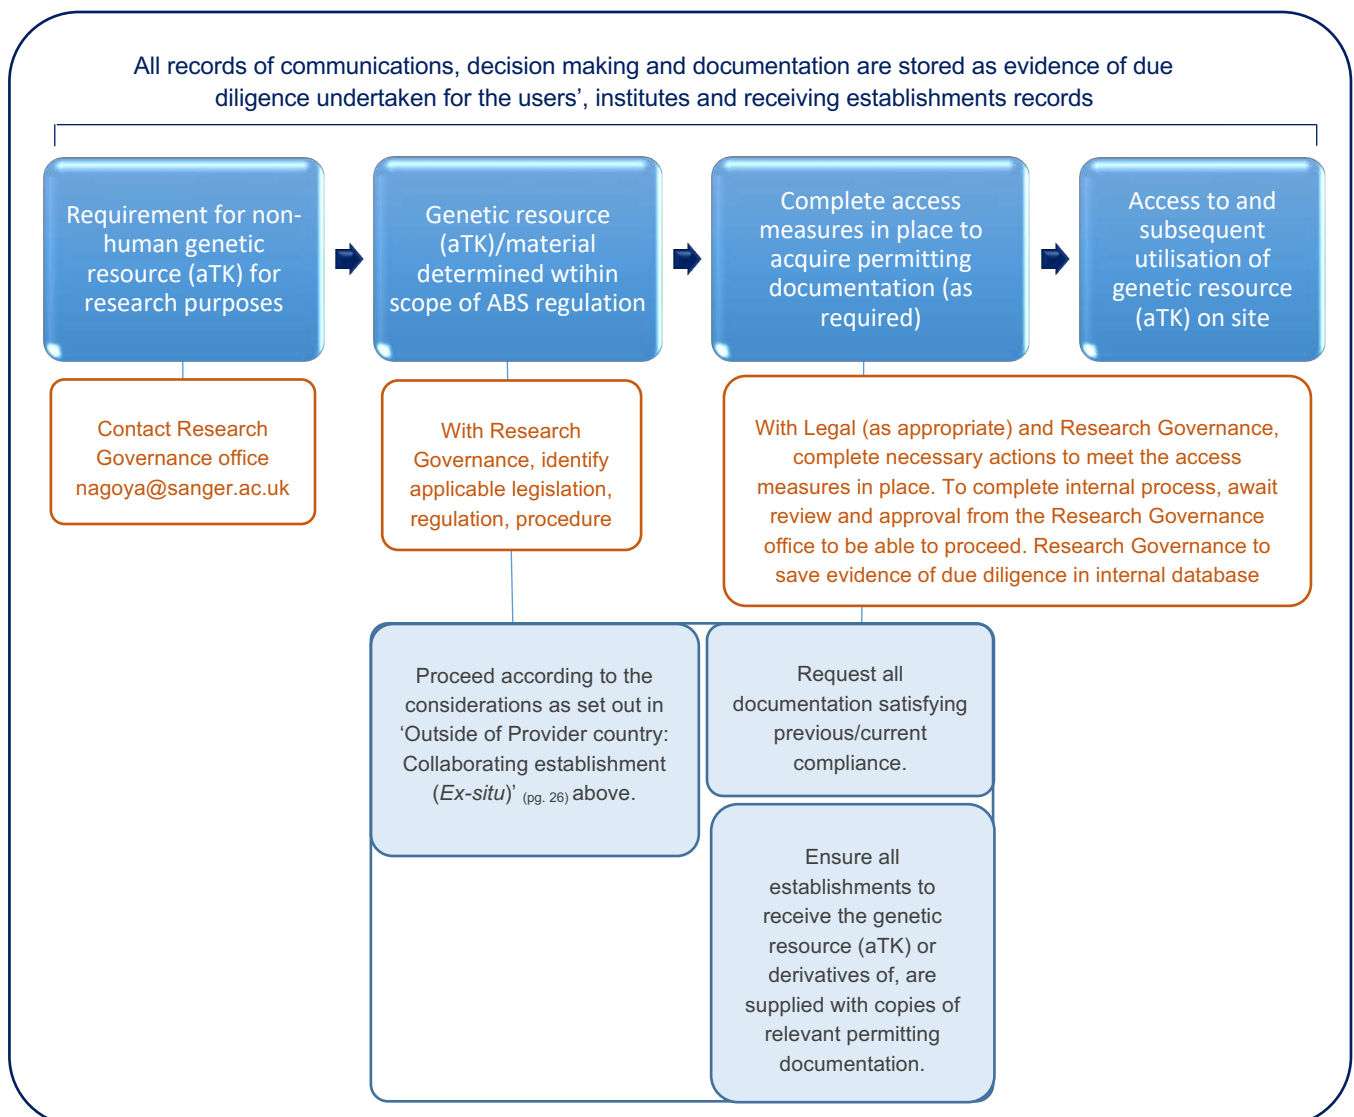 All records of communications, decision making and documentation are stored as evidence of due
diligence undertaken for the users’, institutes and receiving establishments records
Requirement for non-
human genetic
resource (aTK) for
research purposes
Genetic resource
(aTK)/material
determined wtihin
scope of ABS regulation
Complete access
measures in place to
acquire permitting
documentation (as
required)
Access to and
subsequent
utilisation of
genetic resource
(aTK) on site
Contact Research
Governance office
nagoya@sanger.ac.uk
With Research
Governance, identify
applicable legislation,
regulation, procedure
With Legal (as appropriate) and Research Governance,
complete necessary actions to meet the access
measures in place. To complete internal process, await
review and approval from the Research Governance
office to be able to proceed. Research Governance to
save evidence of due diligence in internal database
Proceed according to the
considerations as set out in
‘Outside of Provider country:
Collaborating establishment
(Ex-situ)’ (pg. 26) above.
Request all
documentation satisfying
previous/current
compliance.
Ensure all
establishments to
receive the genetic
resource (aTK) or
derivatives of, are
supplied with copies of
relevant permitting
documentation.